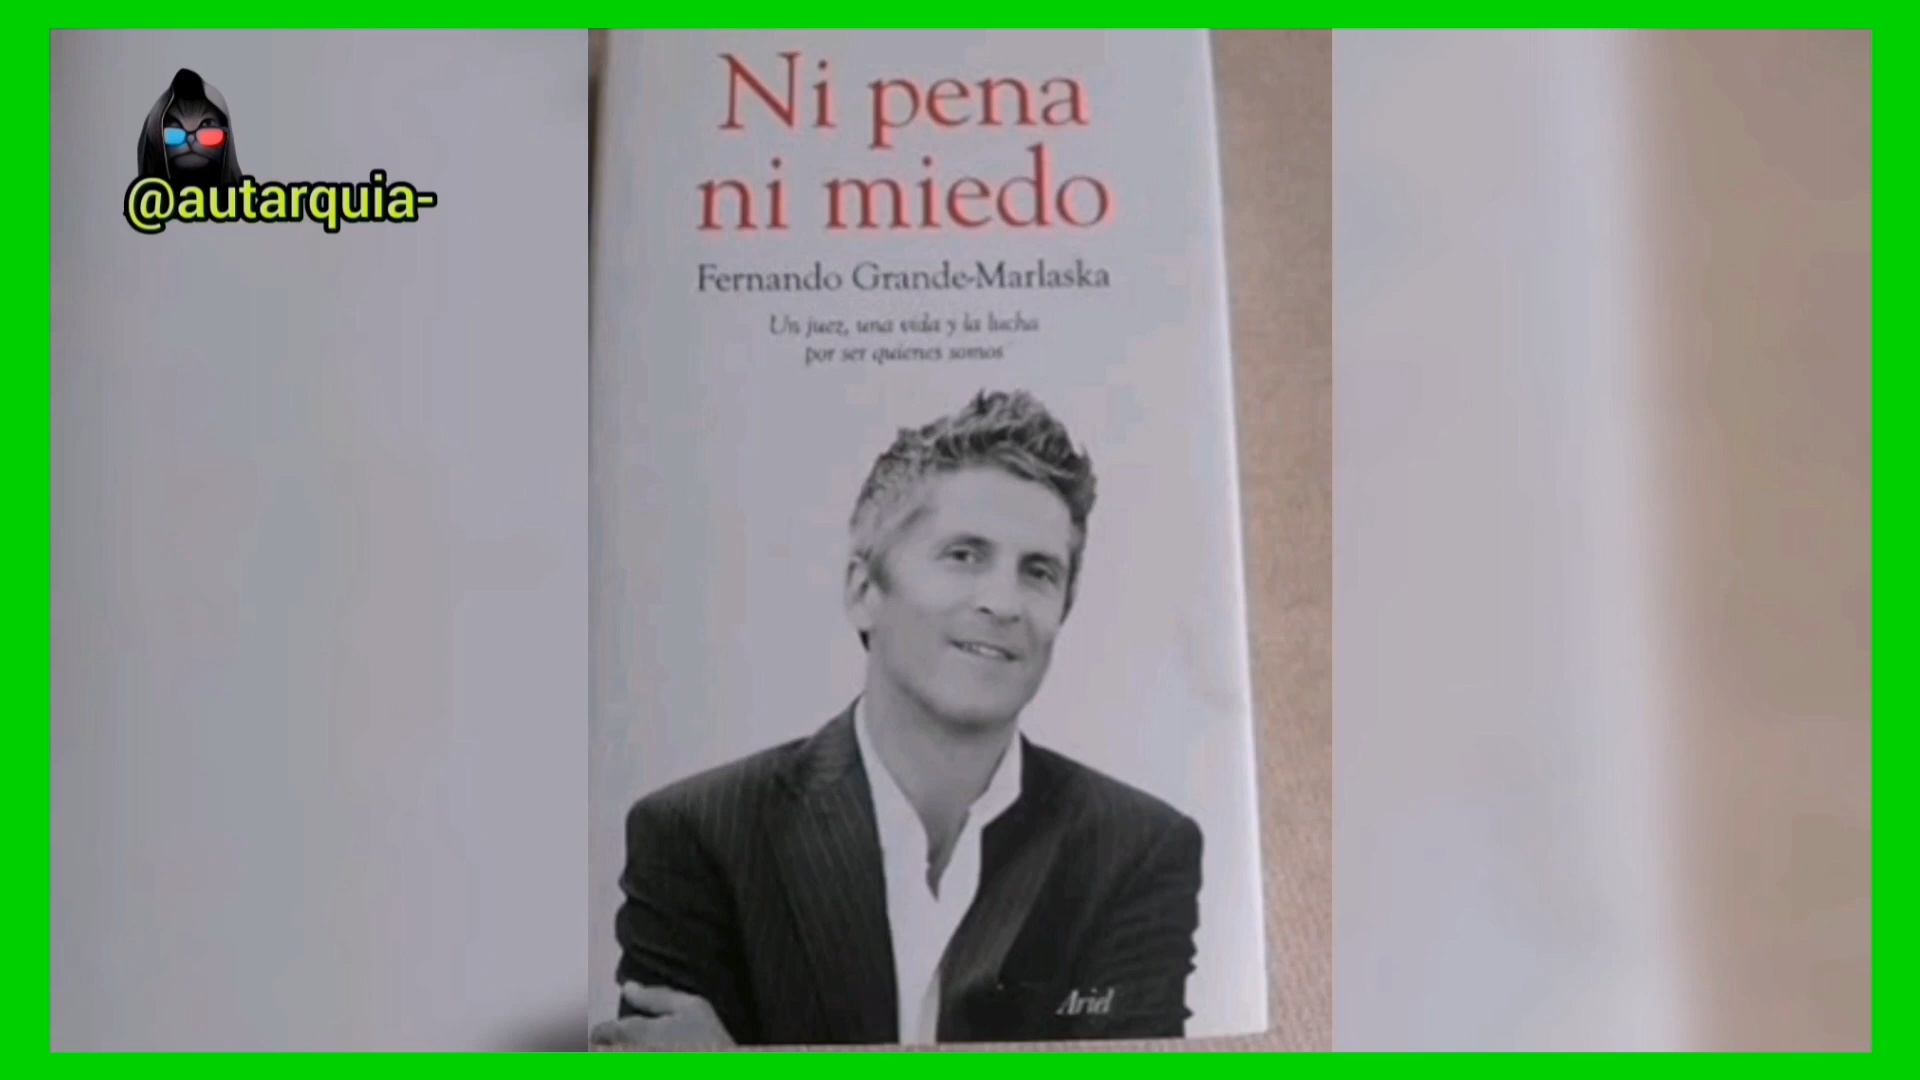 @autarquia-
Ni pena
ni miedo
Fernando Grande-Marlaska
Un juez, una vida y la lucha
por ser quienes somos
Ariel